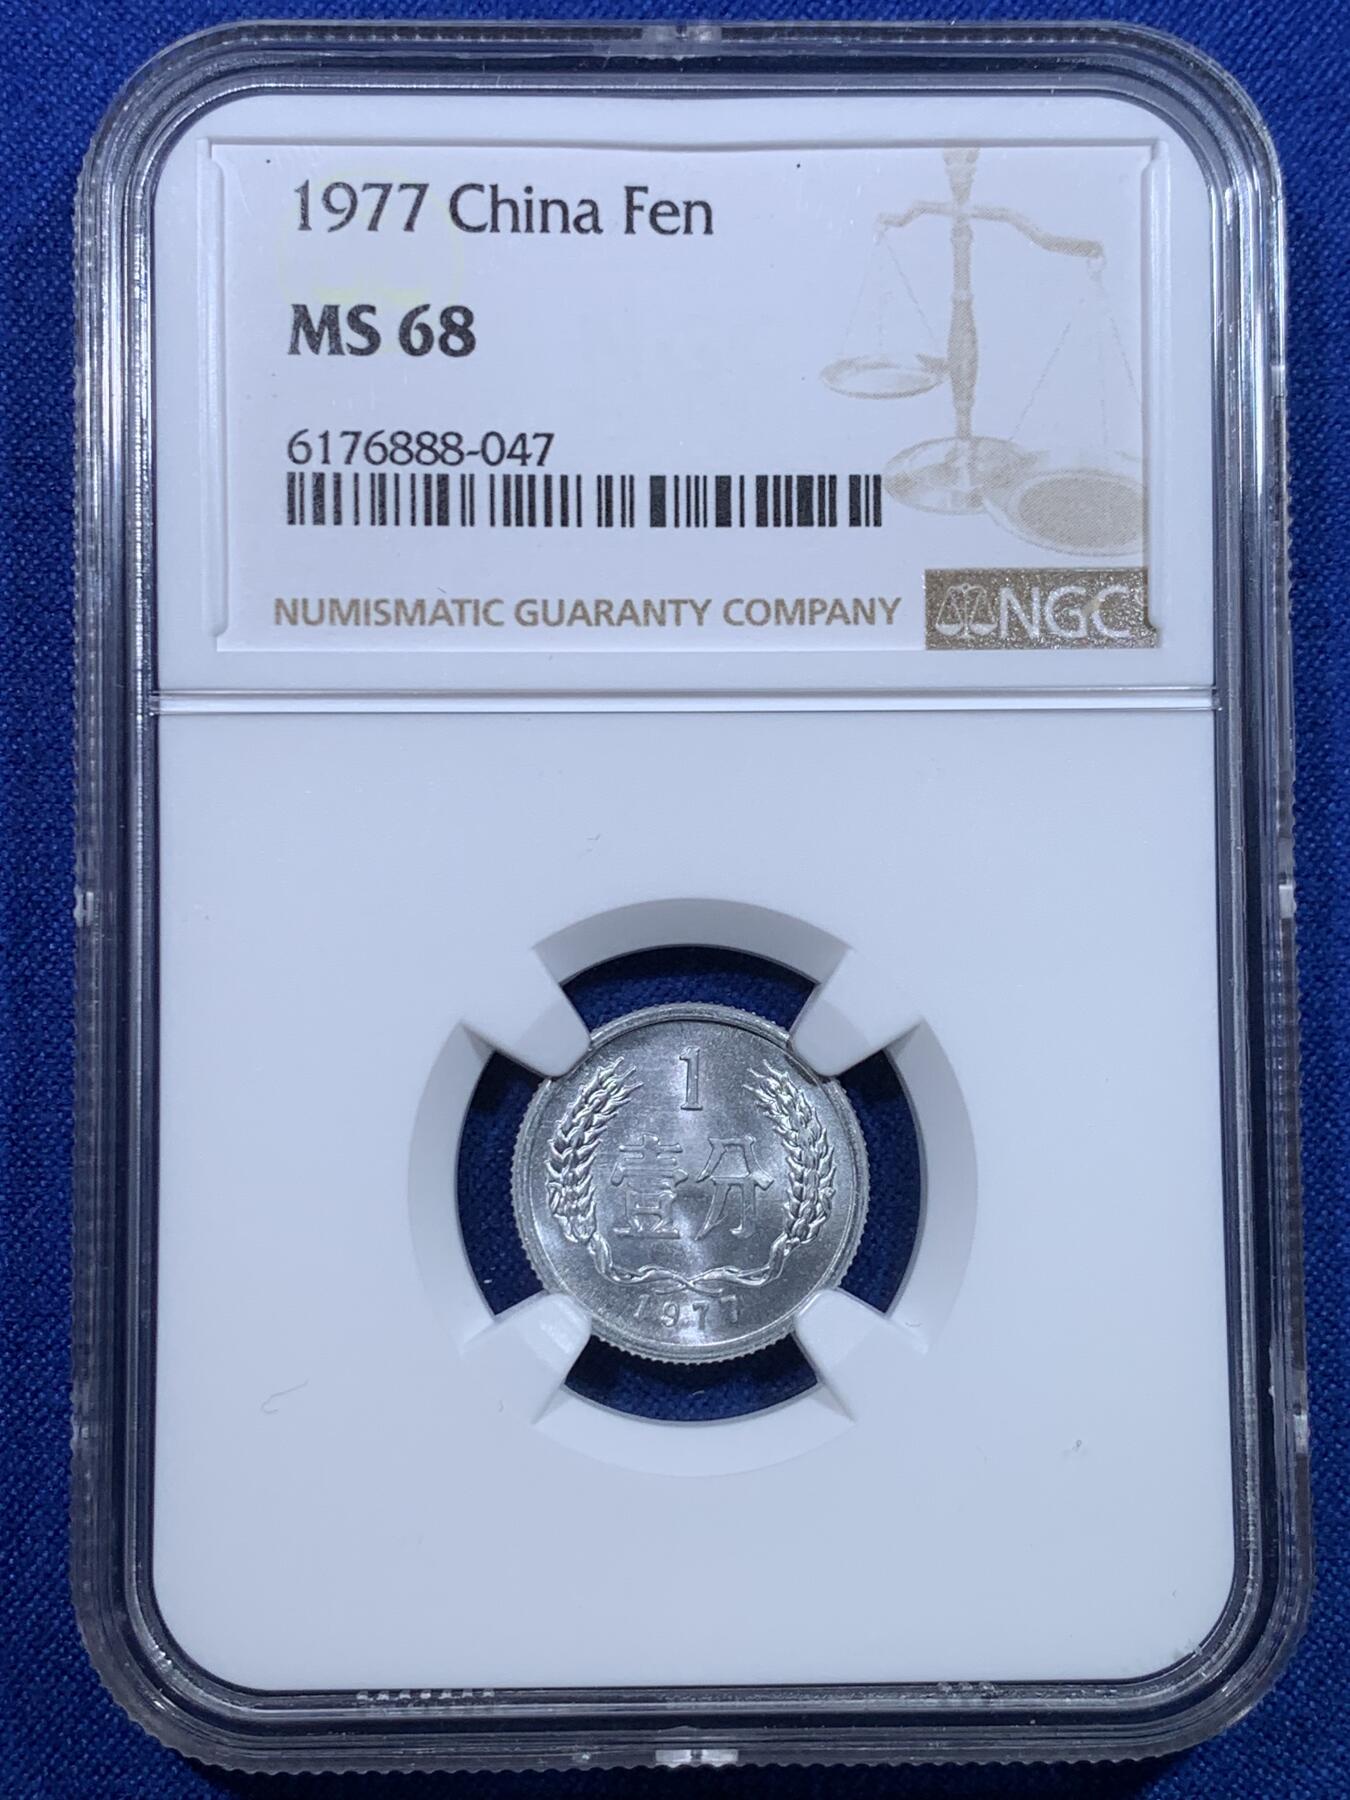 1977 China Fen
MS 68
6176888-047
NUMISMATIC GUARANTY COMPANY NGC
1
壹分
1977